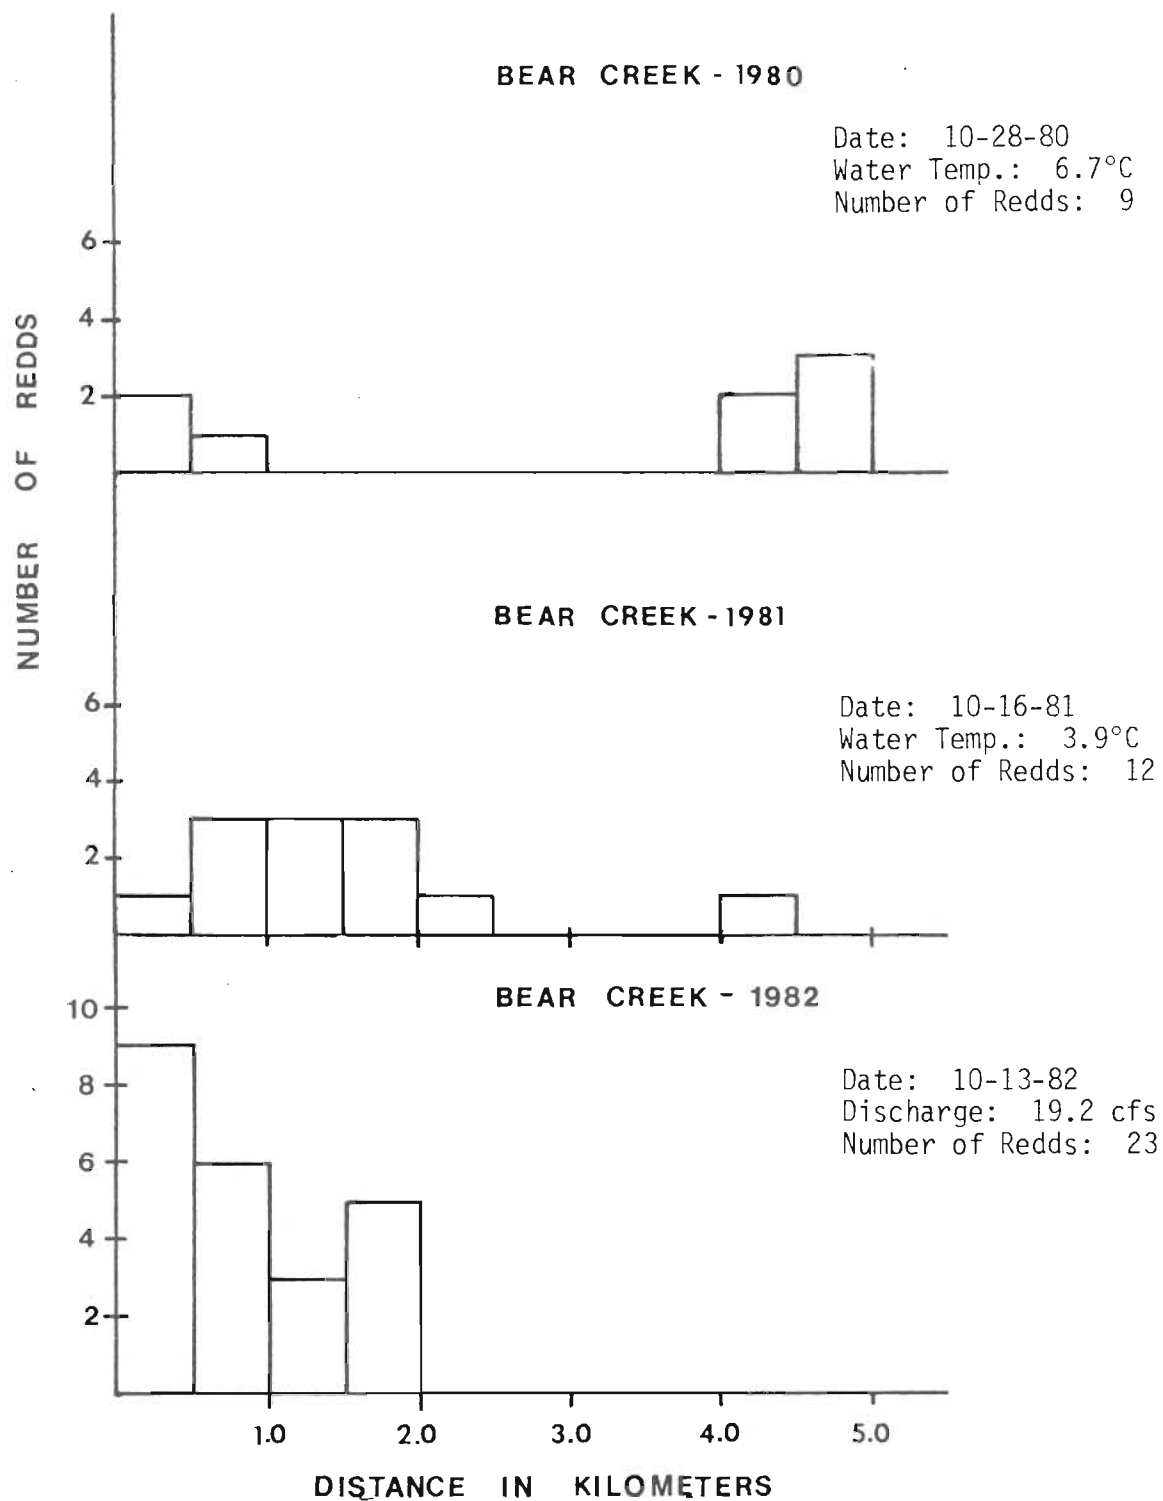 BEAR CREEK - 1980
Date: 10-28-80
Water Temp.: 6.7°C
Number of Redds: 9
6
4
2
NUMBER OF REDDS
BEAR CREEK - 1981
Date: 10-16-81
Water Temp.: 3.9°C
Number of Redds: 12
6
4
2
BEAR CREEK - 1982
Date: 10-13-82
Discharge: 19.2 cfs
Number of Redds: 23
10
8
6
4
2
1.0 2.0 3.0 4.0 5.0
DISTANCE IN KILOMETERS